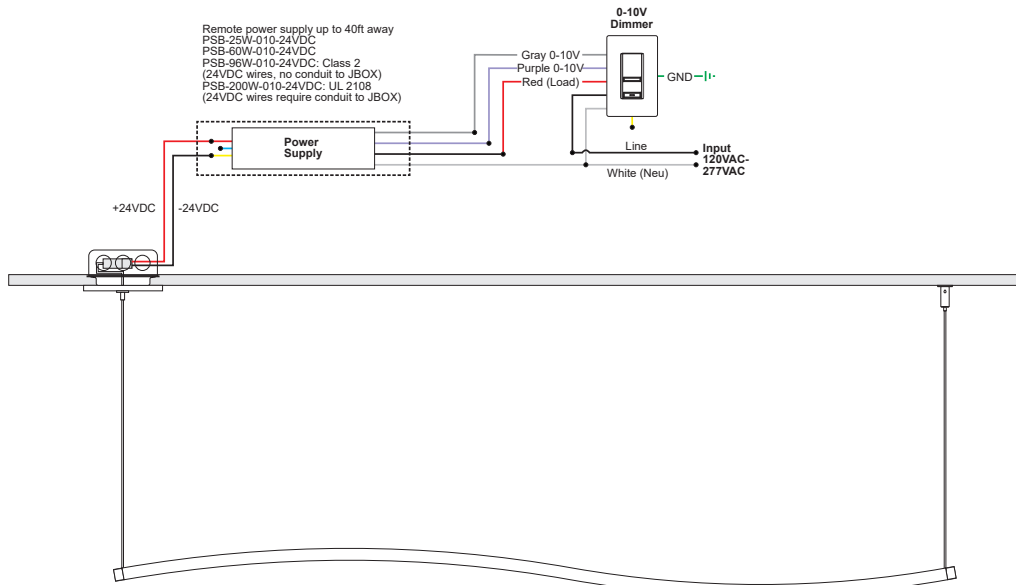 0-10V
Dimmer
Remote power supply up to 40ft away
PSB-25W-010-24VDC
PSB-60W-010-24VDC
PSB-96W-010-24VDC: Class 2
(24VDC wires, no conduit to JBOX)
PSB-200W-010-24VDC: UL 2108
(24VDC wires require conduit to JBOX)
Gray 0-10V
Purple 0-10V
Red (Load)
GND
Power
Supply
Line
White (Neu)
Input
120VAC-
277VAC
+24VDC
-24VDC